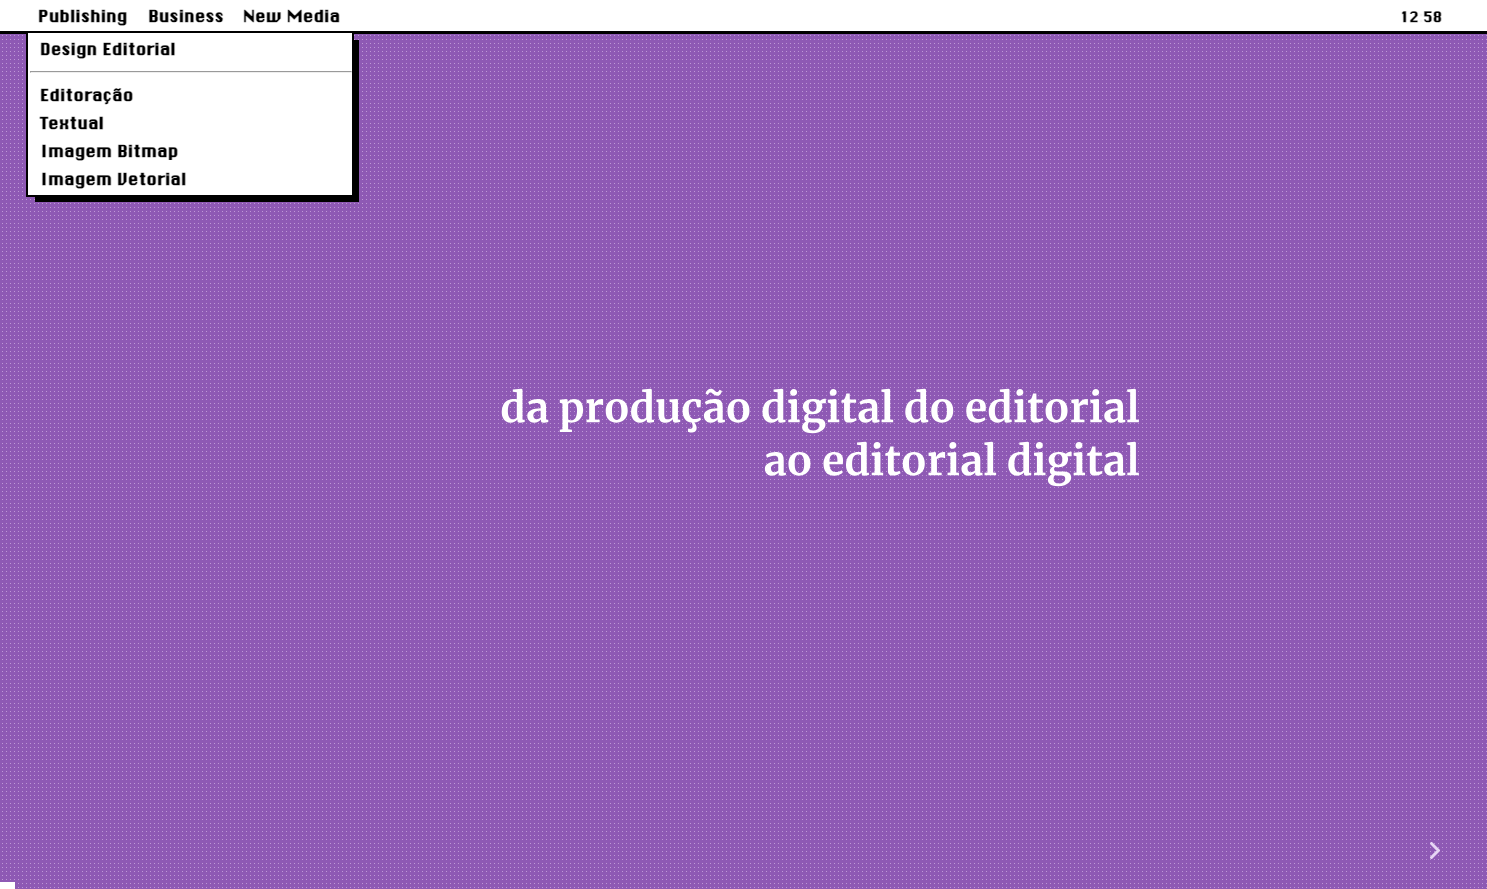 Publishing Business New Media 12 58
Design Editorial
Editoração
Textual
Imagem Bitmap
Imagem Vetorial
da produção digital do editorial
ao editorial digital